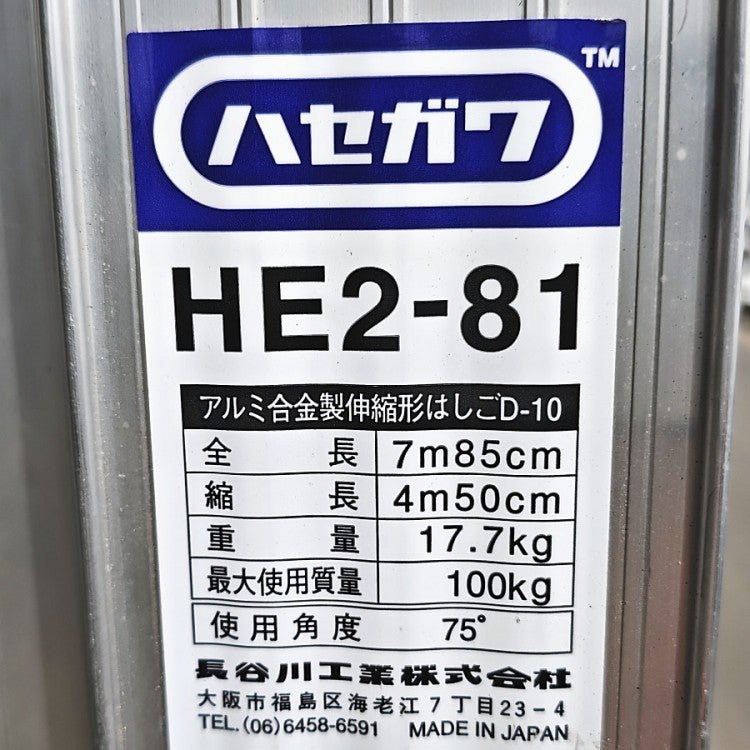 ハセガワ TM
HE2-81
アルミ合金製伸縮形はしごD-10
全長 7m85cm
縮長 4m50cm
重量 17.7kg
最大使用質量 100kg
使用角度 75°
長谷川工業株式会社
大阪市福島区海老江7丁目23-4
TEL.(06)6458-6591 MADE IN JAPAN